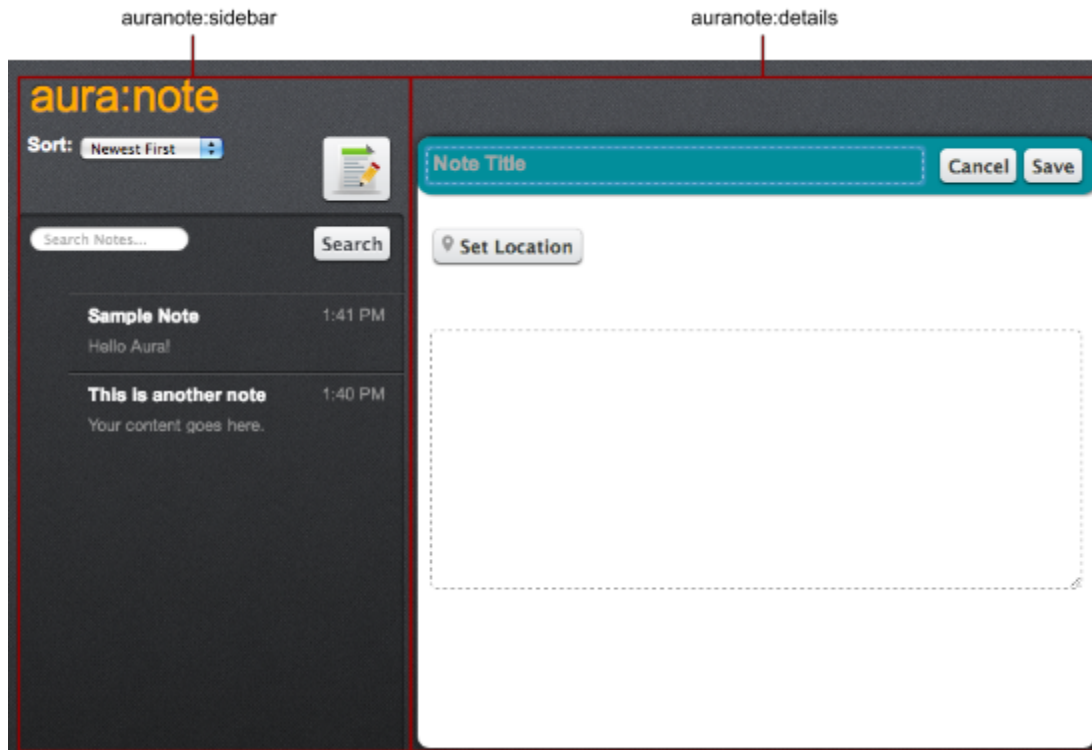 auranote:sidebar
auranote:details
aura:note
Sort: Newest First
Search Notes...
Search
Sample Note 1:41 PM
Hello Aura!
This is another note 1:40 PM
Your content goes here.
Note Title
Cancel Save
Set Location